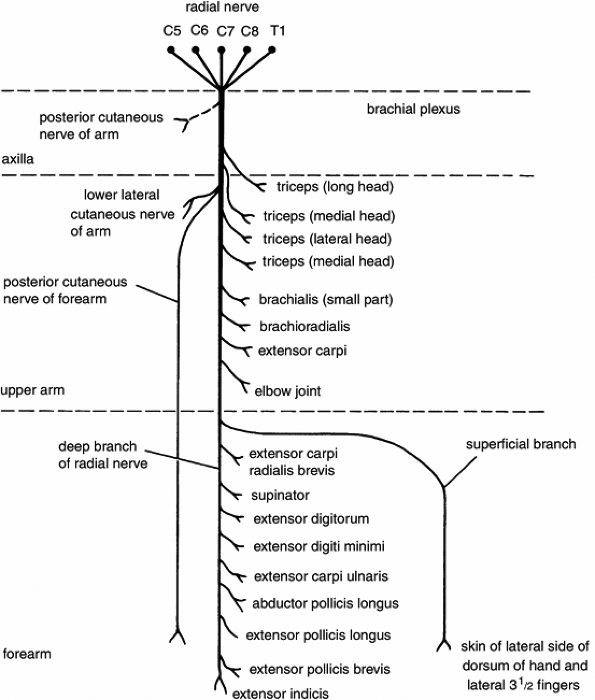 radial nerve
C5 C6 C7 C8 T1
brachial plexus
posterior cutaneous
nerve of arm
axilla
triceps (long head)
lower lateral
cutaneous nerve
of arm
triceps (medial head)
triceps (lateral head)
triceps (medial head)
posterior cutaneous
nerve of forearm
brachialis (small part)
brachioradialis
extensor carpi
elbow joint
upper arm
deep branch
of radial nerve
superficial branch
extensor carpi
radialis brevis
supinator
extensor digitorum
extensor digiti minimi
extensor carpi ulnaris
abductor pollicis longus
extensor pollicis longus
forearm
skin of lateral side of
dorsum of hand and
lateral 3 1/2 fingers
extensor pollicis brevis
extensor indicis